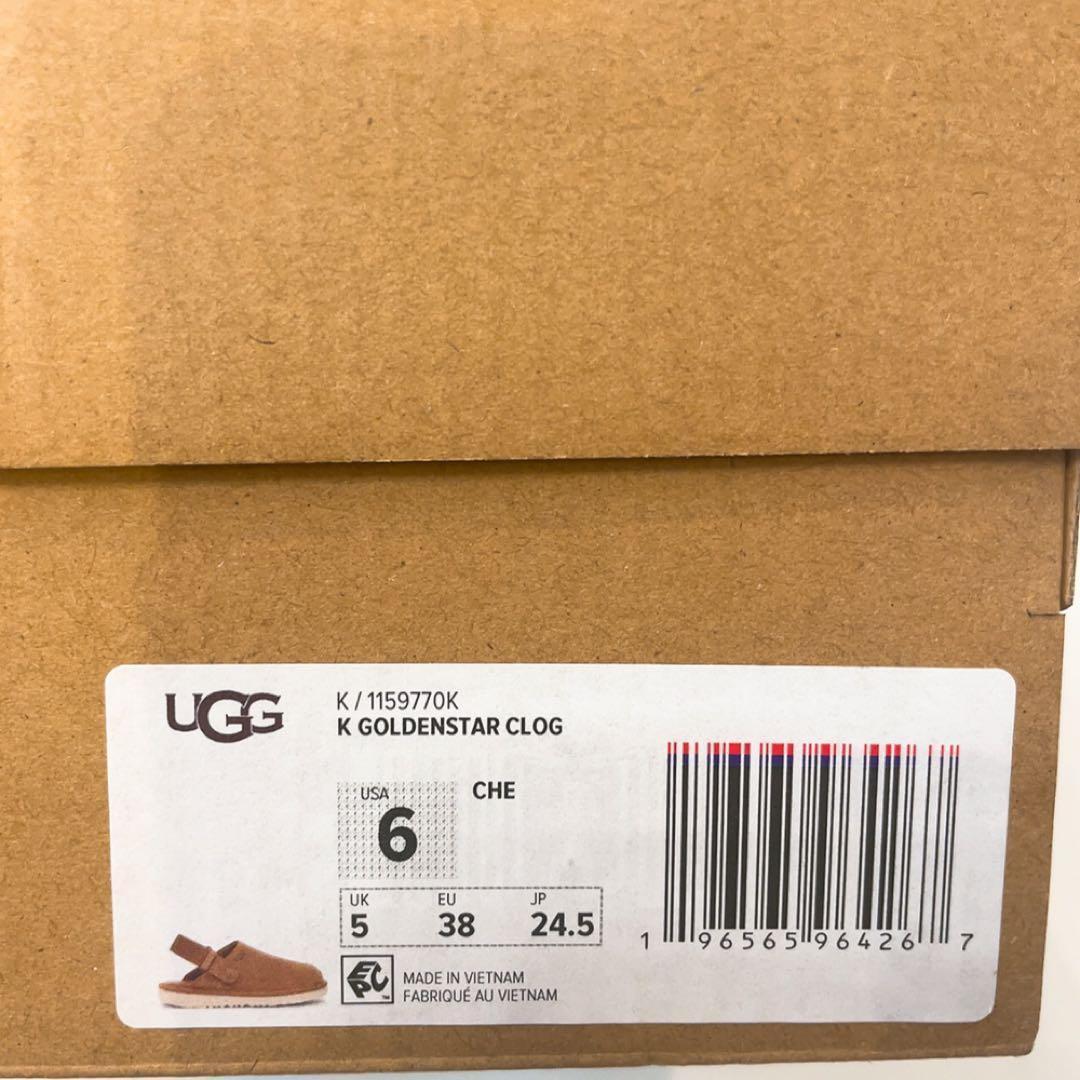 UGG
K / 1159770K
K GOLDENSTAR CLOG
USA
6
CHE
UK EU JP
5 38 24.5
EPC™
MADE IN VIETNAM
FABRIQUÉ AU VIETNAM
1 96565 96426 7